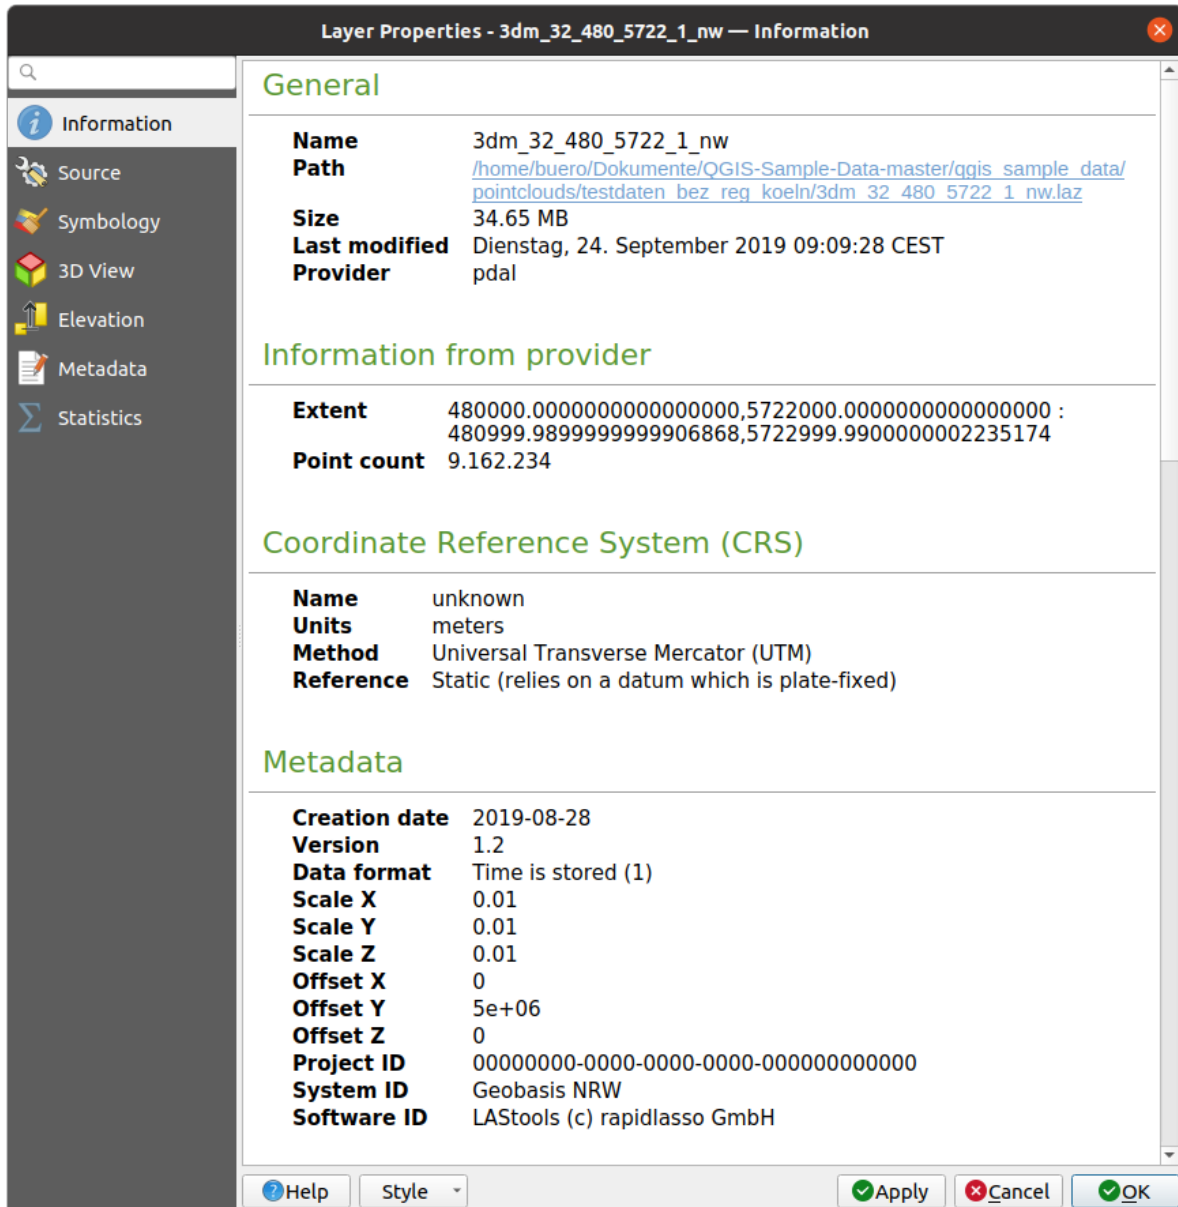 Layer Properties - 3dm_32_480_5722_1_nw — Information
Information
Source
Symbology
3D View
Elevation
Metadata
Statistics
General
Name 3dm_32_480_5722_1_nw
Path /home/buero/Dokumente/QGIS-Sample-Data-master/qgis_sample_data/
pointclouds/testdaten_bez_reg_koeln/3dm_32_480_5722_1_nw.laz
Size 34.65 MB
Last modified Dienstag, 24. September 2019 09:09:28 CEST
Provider pdal
Information from provider
Extent 480000.0000000000000000,5722000.0000000000000000 :
480999.9899999999906868,5722999.9900000002235174
Point count 9.162.234
Coordinate Reference System (CRS)
Name unknown
Units meters
Method Universal Transverse Mercator (UTM)
Reference Static (relies on a datum which is plate-fixed)
Metadata
Creation date 2019-08-28
Version 1.2
Data format Time is stored (1)
Scale X 0.01
Scale Y 0.01
Scale Z 0.01
Offset X 0
Offset Y 5e+06
Offset Z 0
Project ID 00000000-0000-0000-0000-000000000000
System ID Geobasis NRW
Software ID LAStools (c) rapidlasso GmbH
Help Style Apply Cancel OK